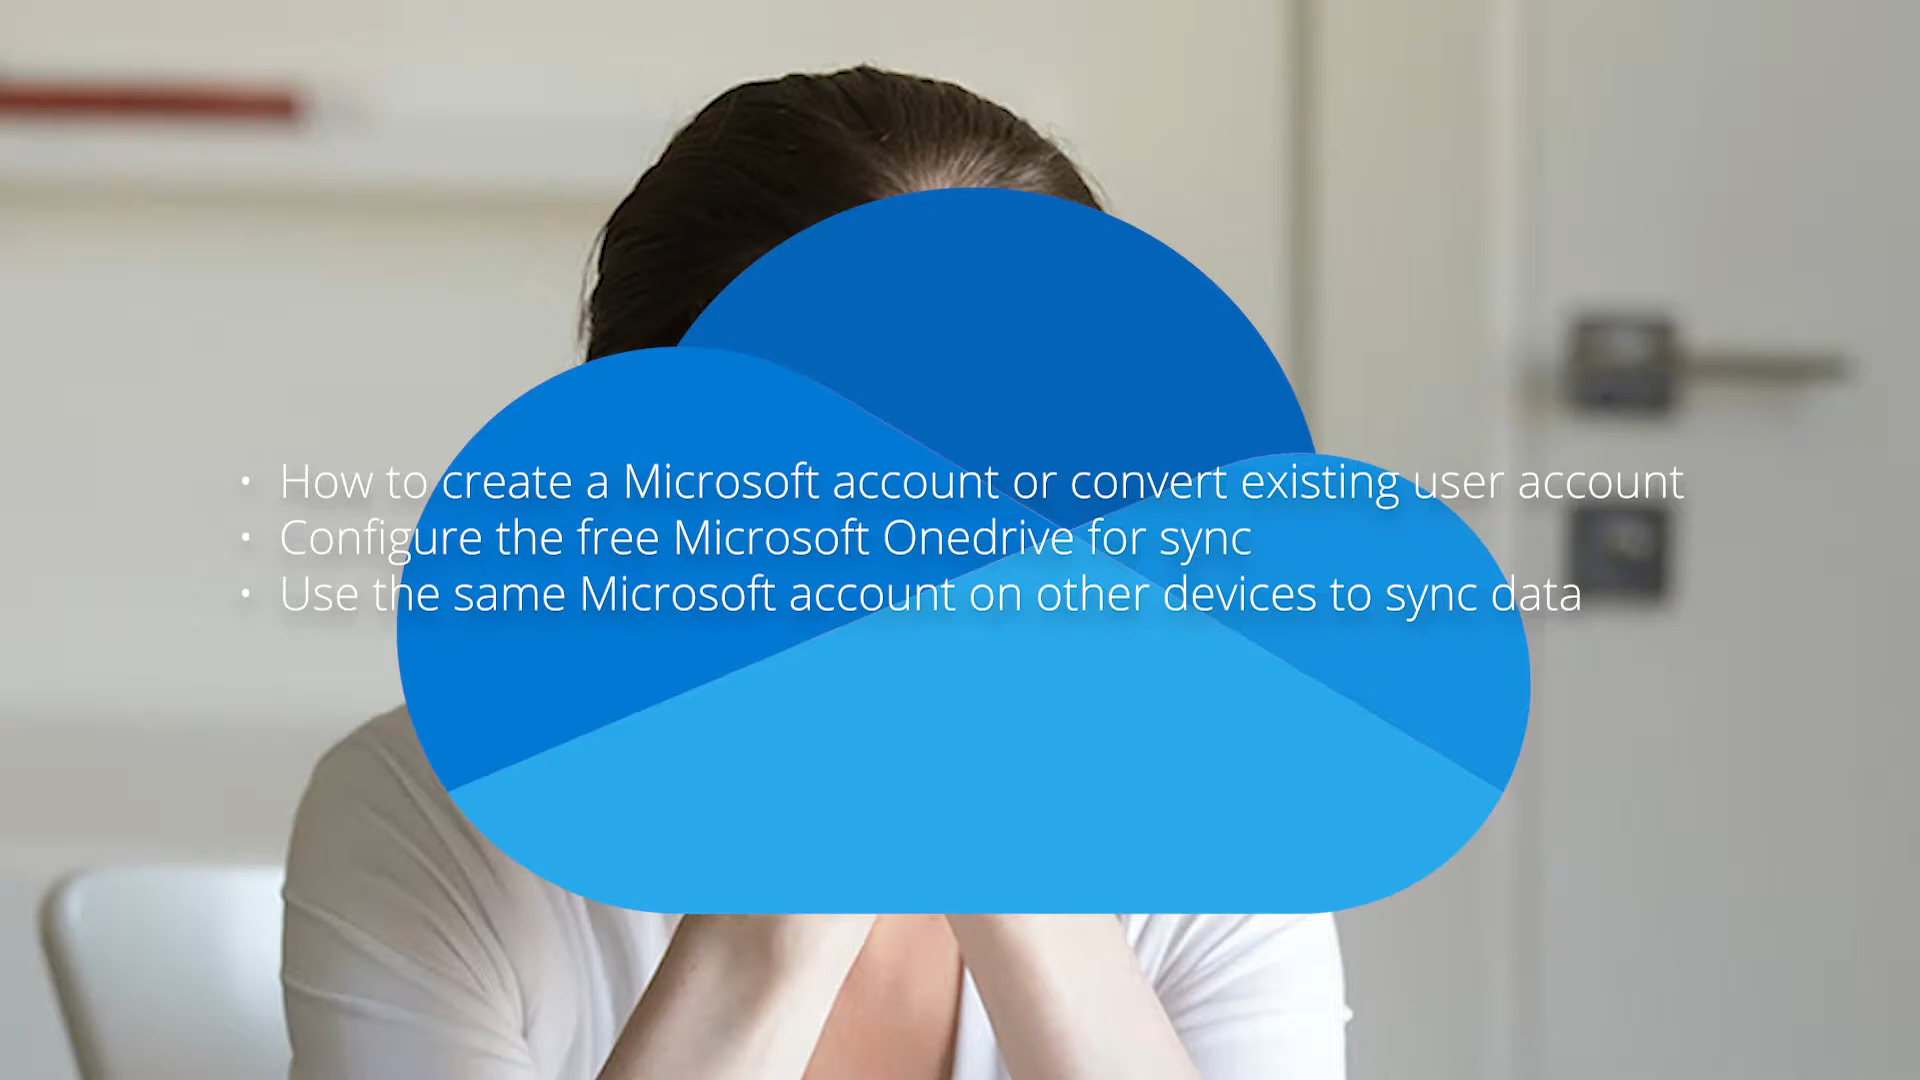 • How to create a Microsoft account or convert existing user account
• Configure the free Microsoft Onedrive for sync
• Use the same Microsoft account on other devices to sync data